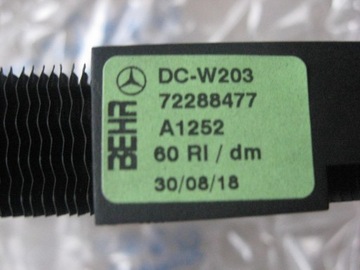 DC-W203
72288477
A1252
60 RI / dm
30/08/18
BEHR